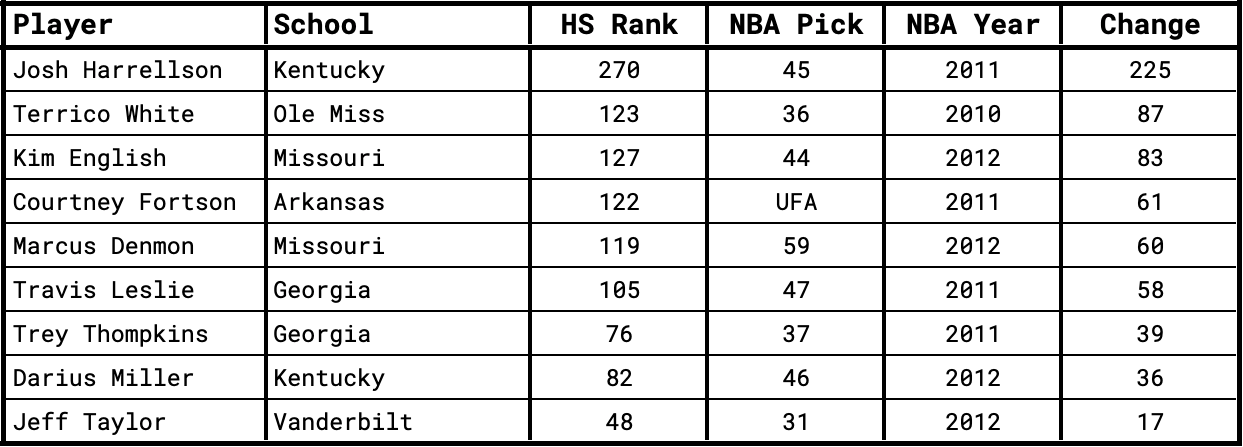 Player School HS Rank NBA Pick NBA Year Change
Josh Harrellson Kentucky 270 45 2011 225
Terrico White Ole Miss 123 36 2010 87
Kim English Missouri 127 44 2012 83
Courtney Fortson Arkansas 122 UFA 2011 61
Marcus Denmon Missouri 119 59 2012 60
Travis Leslie Georgia 105 47 2011 58
Trey Thompkins Georgia 76 37 2011 39
Darius Miller Kentucky 82 46 2012 36
Jeff Taylor Vanderbilt 48 31 2012 17